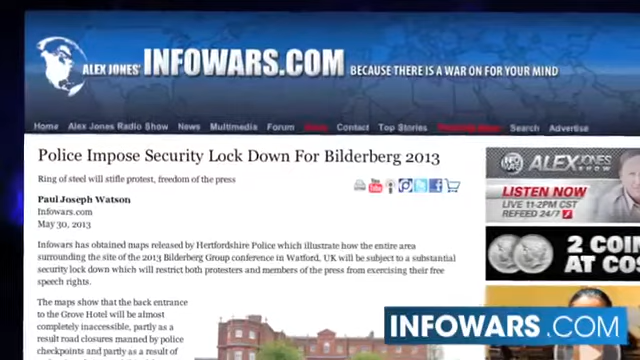 ALEX JONES' INFOWARS.COM BECAUSE THERE IS A WAR ON FOR YOUR MIND
Home Alex Jones Radio Show News Multimedia Forum Contact Top Stories Search Advertise
Police Impose Security Lock Down For Bilderberg 2013
Ring of steel will stifle protest, freedom of the press
Paul Joseph Watson
Infowars.com
May 30, 2013
Infowars has obtained maps released by Hertfordshire Police which illustrate how the entire area
surrounding the site of the 2013 Bilderberg Group conference in Watford, UK will be subject to a substantial
security lock down which will restrict both protesters and members of the press from exercising their free
speech rights.
The maps show that the back entrance
to the Grove Hotel will be almost
completely inaccessible, partly as a
result road closures manned by police
checkpoints and partly as a result of
ALEX JONES
SHOW
LISTEN NOW
LIVE 11-2PM CST
REFEED 24/7
2 COIN
AT COS
INFOWARS.COM